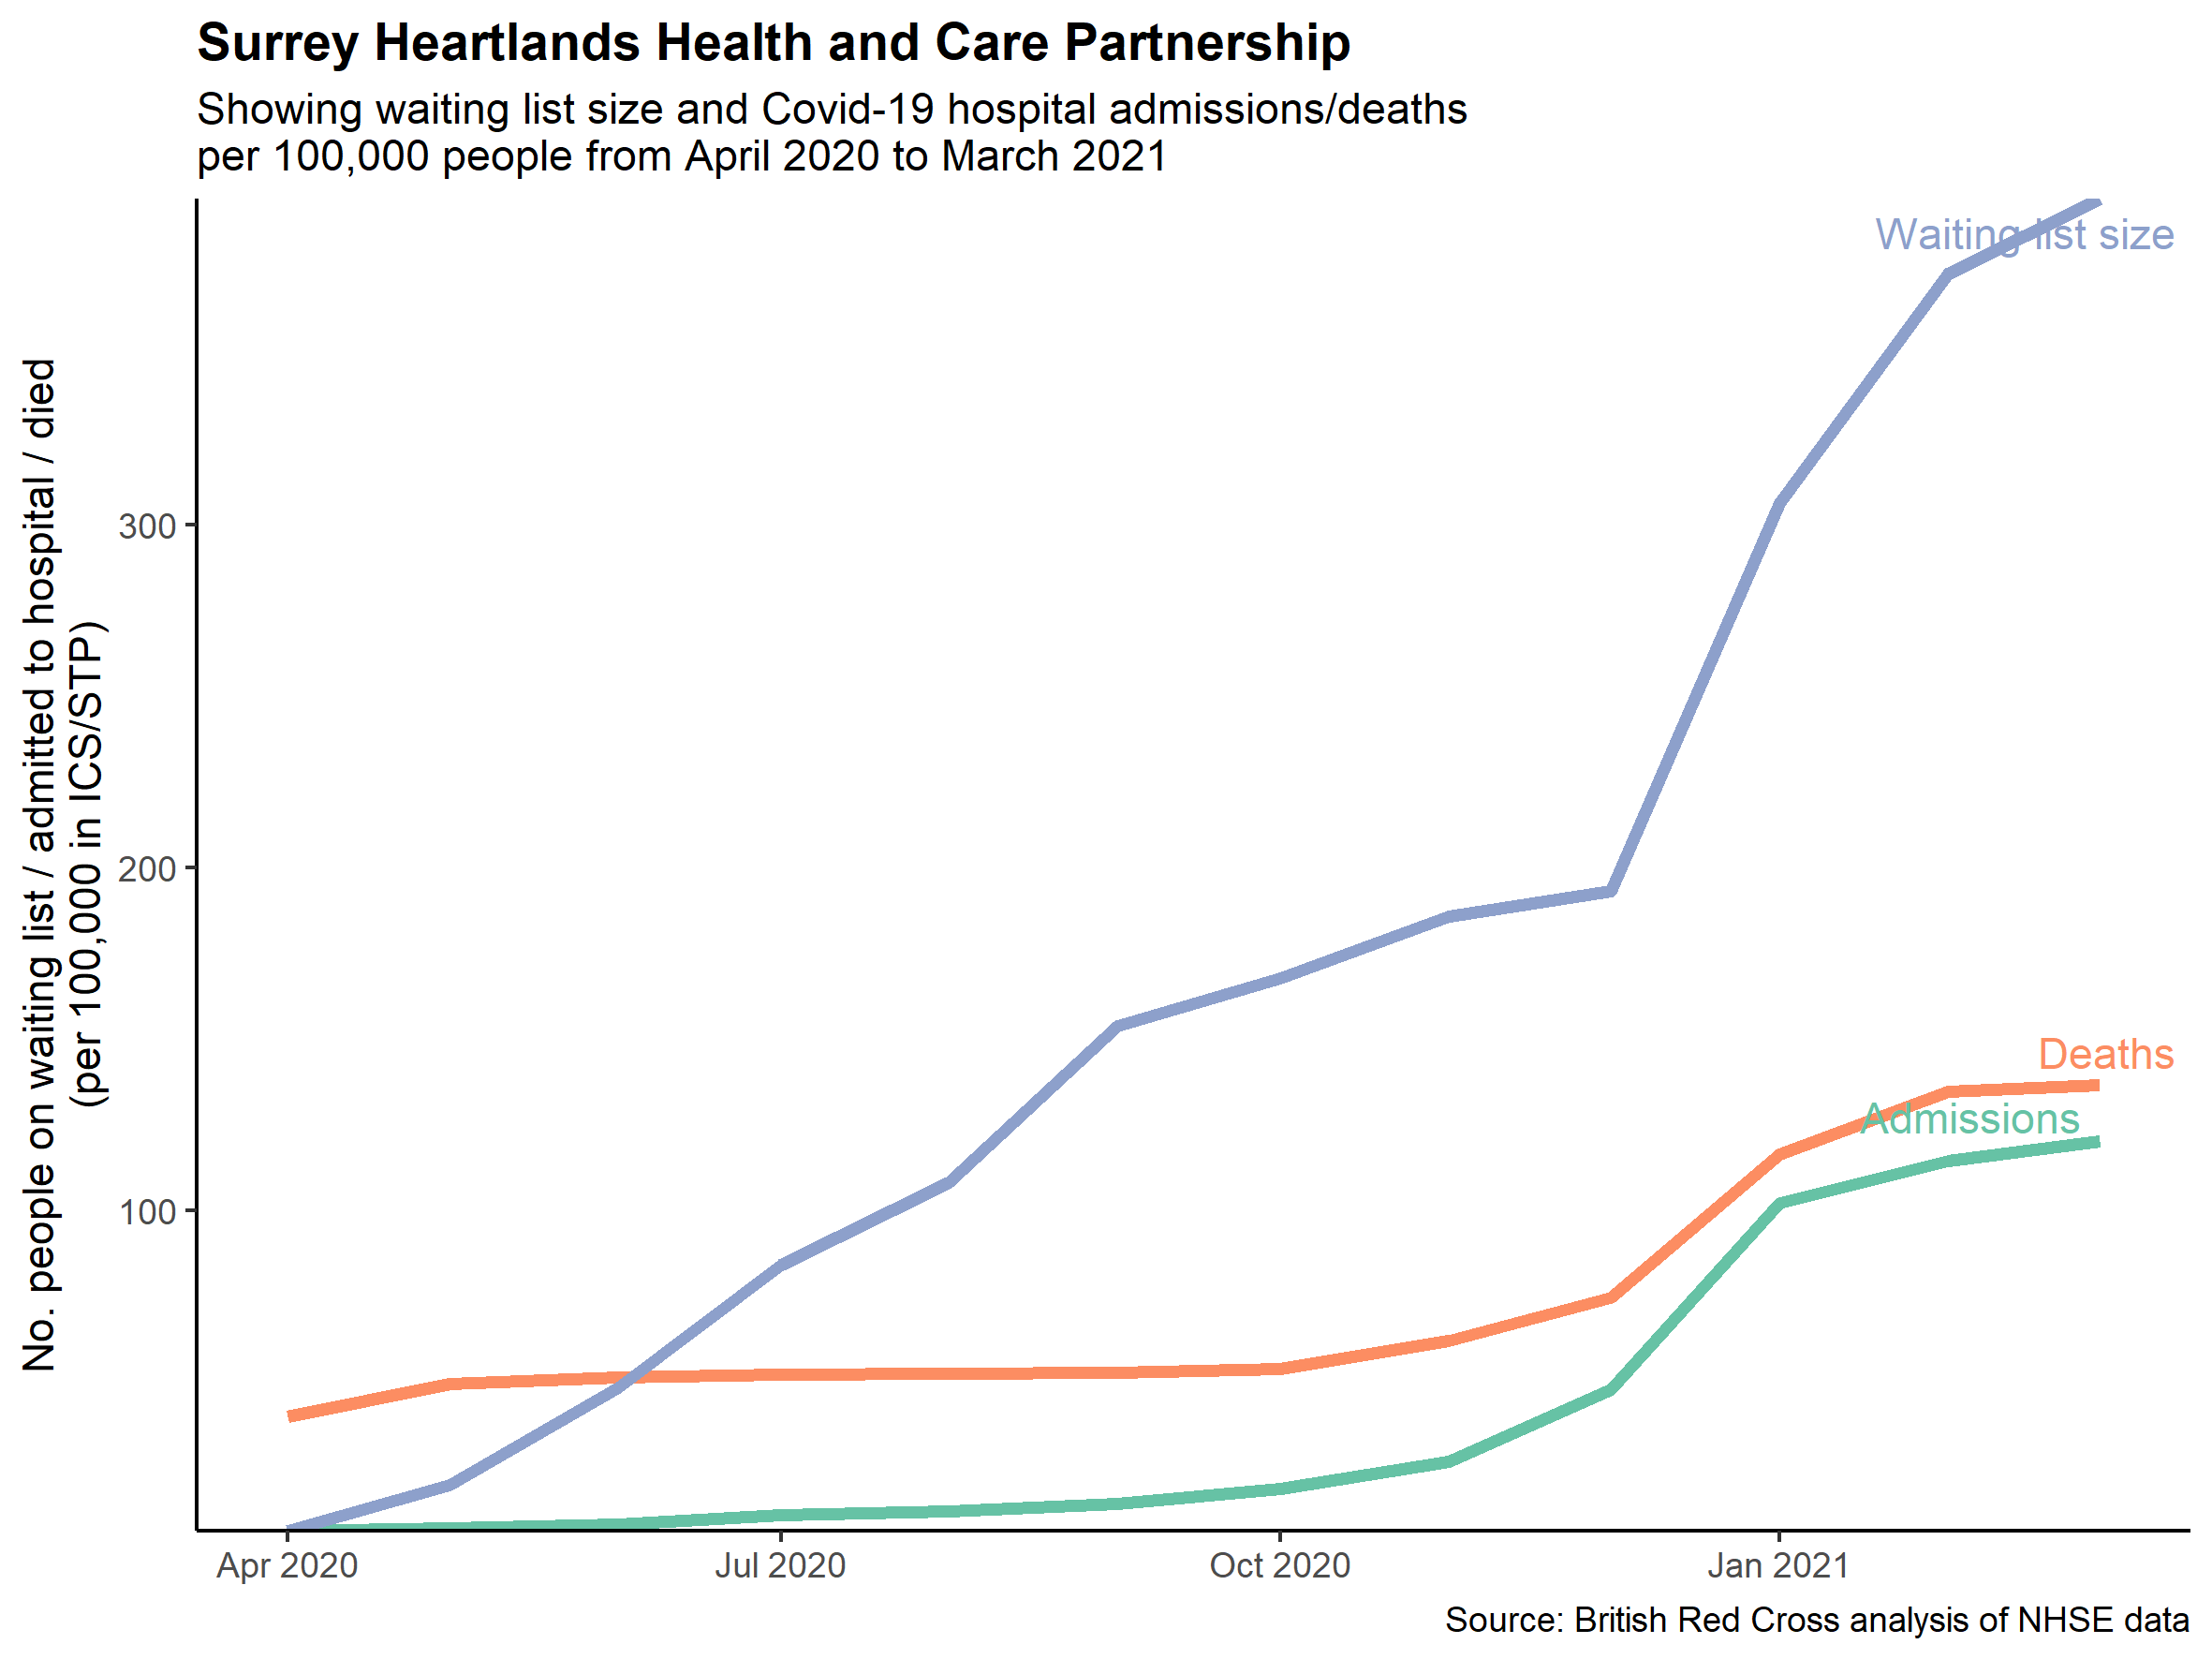 Surrey Heartlands Health and Care Partnership
Showing waiting list size and Covid-19 hospital admissions/deaths
per 100,000 people from April 2020 to March 2021
No. people on waiting list / admitted to hospital / died
(per 100,000 in ICS/STP)
300
200
100
Waiting list size
Deaths
Admissions
Apr 2020
Jul 2020
Oct 2020
Jan 2021
Source: British Red Cross analysis of NHSE data